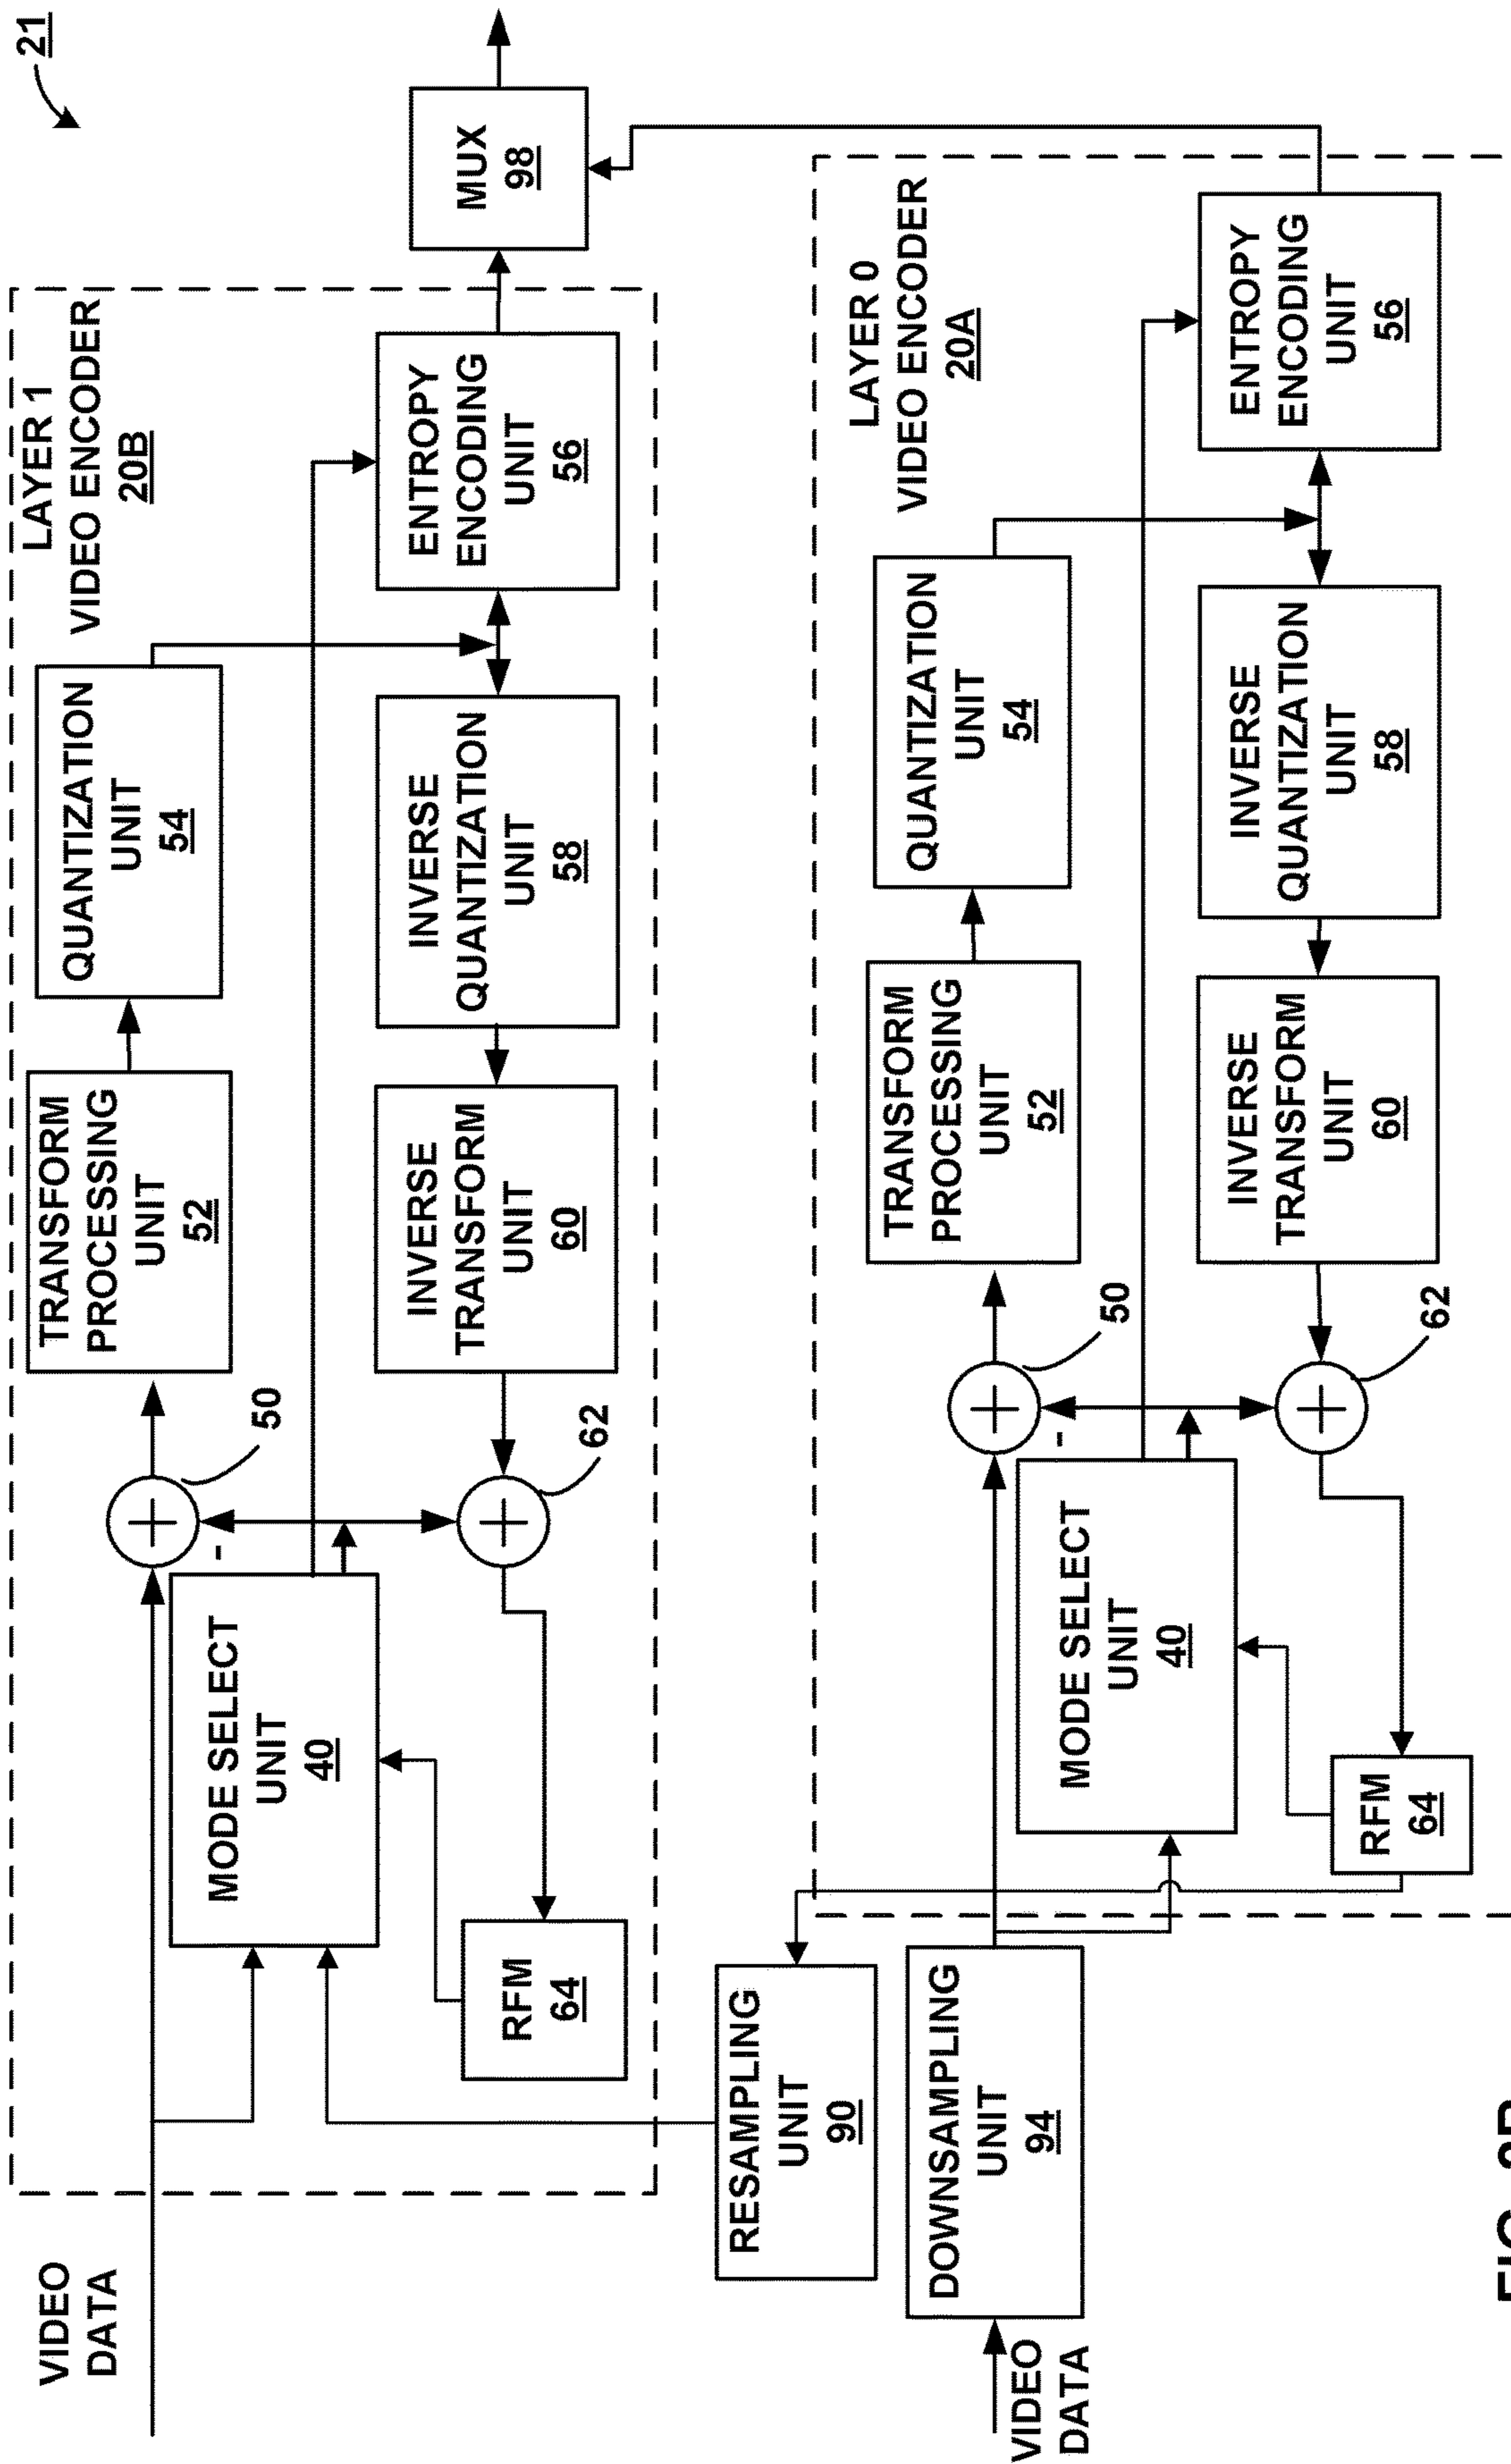 21
LAYER 1
VIDEO ENCODER
20B
VIDEO
DATA
TRANSFORM
PROCESSING
UNIT
52
QUANTIZATION
UNIT
54
50
-
MODE SELECT
UNIT
40
62
INVERSE
TRANSFORM
UNIT
60
INVERSE
QUANTIZATION
UNIT
58
ENTROPY
ENCODING
UNIT
56
MUX
98
RFM
64
RESAMPLING
UNIT
90
LAYER 0
VIDEO ENCODER
20A
VIDEO
DATA
DOWNSAMPLING
UNIT
94
TRANSFORM
PROCESSING
UNIT
52
QUANTIZATION
UNIT
54
50
-
MODE SELECT
UNIT
40
62
INVERSE
TRANSFORM
UNIT
60
INVERSE
QUANTIZATION
UNIT
58
ENTROPY
ENCODING
UNIT
56
RFM
64
FIG